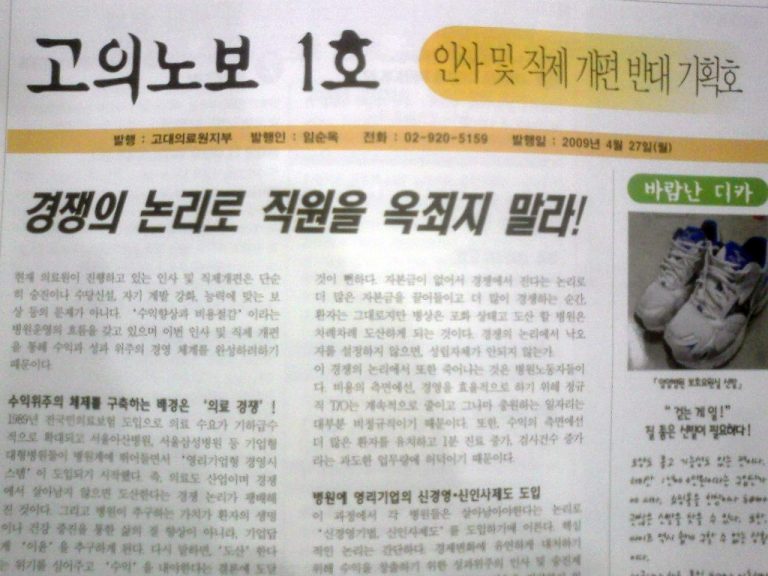 고의노보 1호
인사 및 직제 개편 반대 기획호
발행 : 고대의료원지부 발행인 : 임순옥 전화 : 02-920-5159 발행일 : 2009년 4월 27일(월)
경쟁의 논리로 직원을 옥죄지 말라!
현재 의료원이 진행하고 있는 인사 및 직제개편은 단순
히 승진이나 수당신설, 자기 계발 강화, 능력에 맞는 보
상 등의 문제가 아니다. '수익향상과 비용절감' 이라는
병원운영의 흐름을 갖고 있으며 이번 인사 및 직제 개편
을 통해 수익과 성과 위주의 경영 체계를 완성하려하기
때문이다.
수익위주의 체제를 구축하는 배경은 '의료 경쟁' !
1989년 전국민의료보험 도입으로 의료 수요가 기하급수
적으로 확대되고 서울아산병원, 서울삼성병원 등 기업형
대형병원들이 병원계에 뛰어들면서 '영리기업형 경영시
스템' 이 도입되기 시작했다. 즉, 의료도 산업이며 경쟁
에서 살아남지 않으면 도산한다는 경쟁 논리가 팽배해
진 것이다. 그리고 병원이 추구하는 가치가 환자의 생명
이나 건강 증진을 통한 삶의 질 향상이 아니라, 기업답
게 '이윤' 을 추구하게 된다. 다시 말하면, '도산' 한다
는 위기를 심어주고 '수익' 을 내야한다는 결론에 도달
것이 뻔하다. 자본금이 없어서 경쟁에서 진다는 논리로
더 많은 자본금을 끌어들이고 더 많이 경쟁하는 순간,
환자는 그대로지만 병상은 포화 상태고 도산 할 병원은
차례차례 도산하게 되는 것이다. 경쟁의 논리에서 낙오
자를 설정하지 않으면, 성립자체가 안되지 않는가.
이 경쟁의 논리에서 또한 죽어나는 것은 병원노동자들이
다. 비용의 측면에선, 경영을 효율적으로 하기 위해 정규
직 T/O는 계속적으로 줄이고 그나마 충원하는 일자리는
대부분 비정규직이기 때문이다. 또한, 수익의 측면에선
더 많은 환자를 유치하고 1분 진료 증가, 검사건수 증가
라는 과도한 업무량에 허덕이기 때문이다.
병원에 영리기업의 신경영·신인사제도 도입
이 과정에서 각 병원들은 살아남아야한다는 논리로
'신경영기법, 신인사제도' 를 도입하기에 이른다. 핵심
적인 논리는 간단하다. 경제변화에 유연하게 대처하기
위해 수익을 창출하기 위한 성과위주의 인사 및 승진제
바람난 디카
「안암병원 보호요원실 신발」
"걷는 게 일!"
질 좋은 신발이 필요하다!